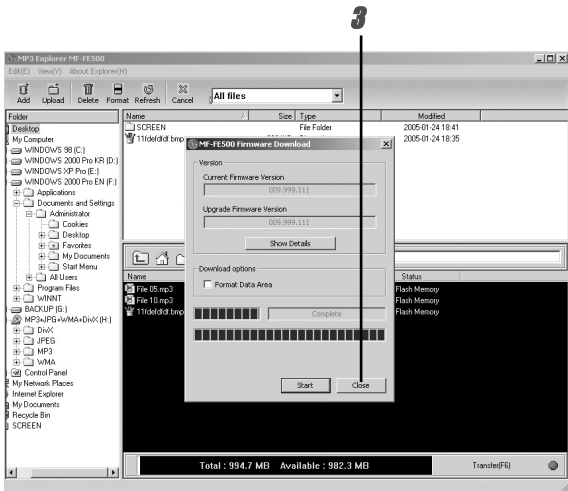 3
MP3 Explorer MF-FE500
Edit(E) View(V) About Explorer(H)
Add Upload Delete Format Refresh Cancel All files
Folder
Desktop
My Computer
WINDOWS 98 (C:)
WINDOWS 2000 Pro KR (D:)
WINDOWS XP Pro (E:)
WINDOWS 2000 Pro EN (F:)
Applications
Documents and Settings
Administrator
Cookies
Desktop
Favorites
My Documents
Start Menu
All Users
Program Files
WINNT
BACKUP (G:)
MP3+JPG+WMA+DivX (H:)
DivX
JPEG
MP3
WMA
Control Panel
My Network Places
Internet Explorer
My Documents
Recycle Bin
SCREEN
Name Size Type Modified
SCREEN File Folder 2005-01-24 18:41
11fdefdfdf.bmp 2005-01-24 18:35
MF-FE500 Firmware Download
Version
Current Firmware Version
009.999.111
Upgrade Firmware Version
009.999.111
Show Details
Download options
Format Data Area
Complete
Start Close
Name Status
File 05.mp3 Flash Memory
File 10.mp3 Flash Memory
11fdefdfdf.bmp Flash Memory
Total : 994.7 MB Available : 982.3 MB Transfer(F6)